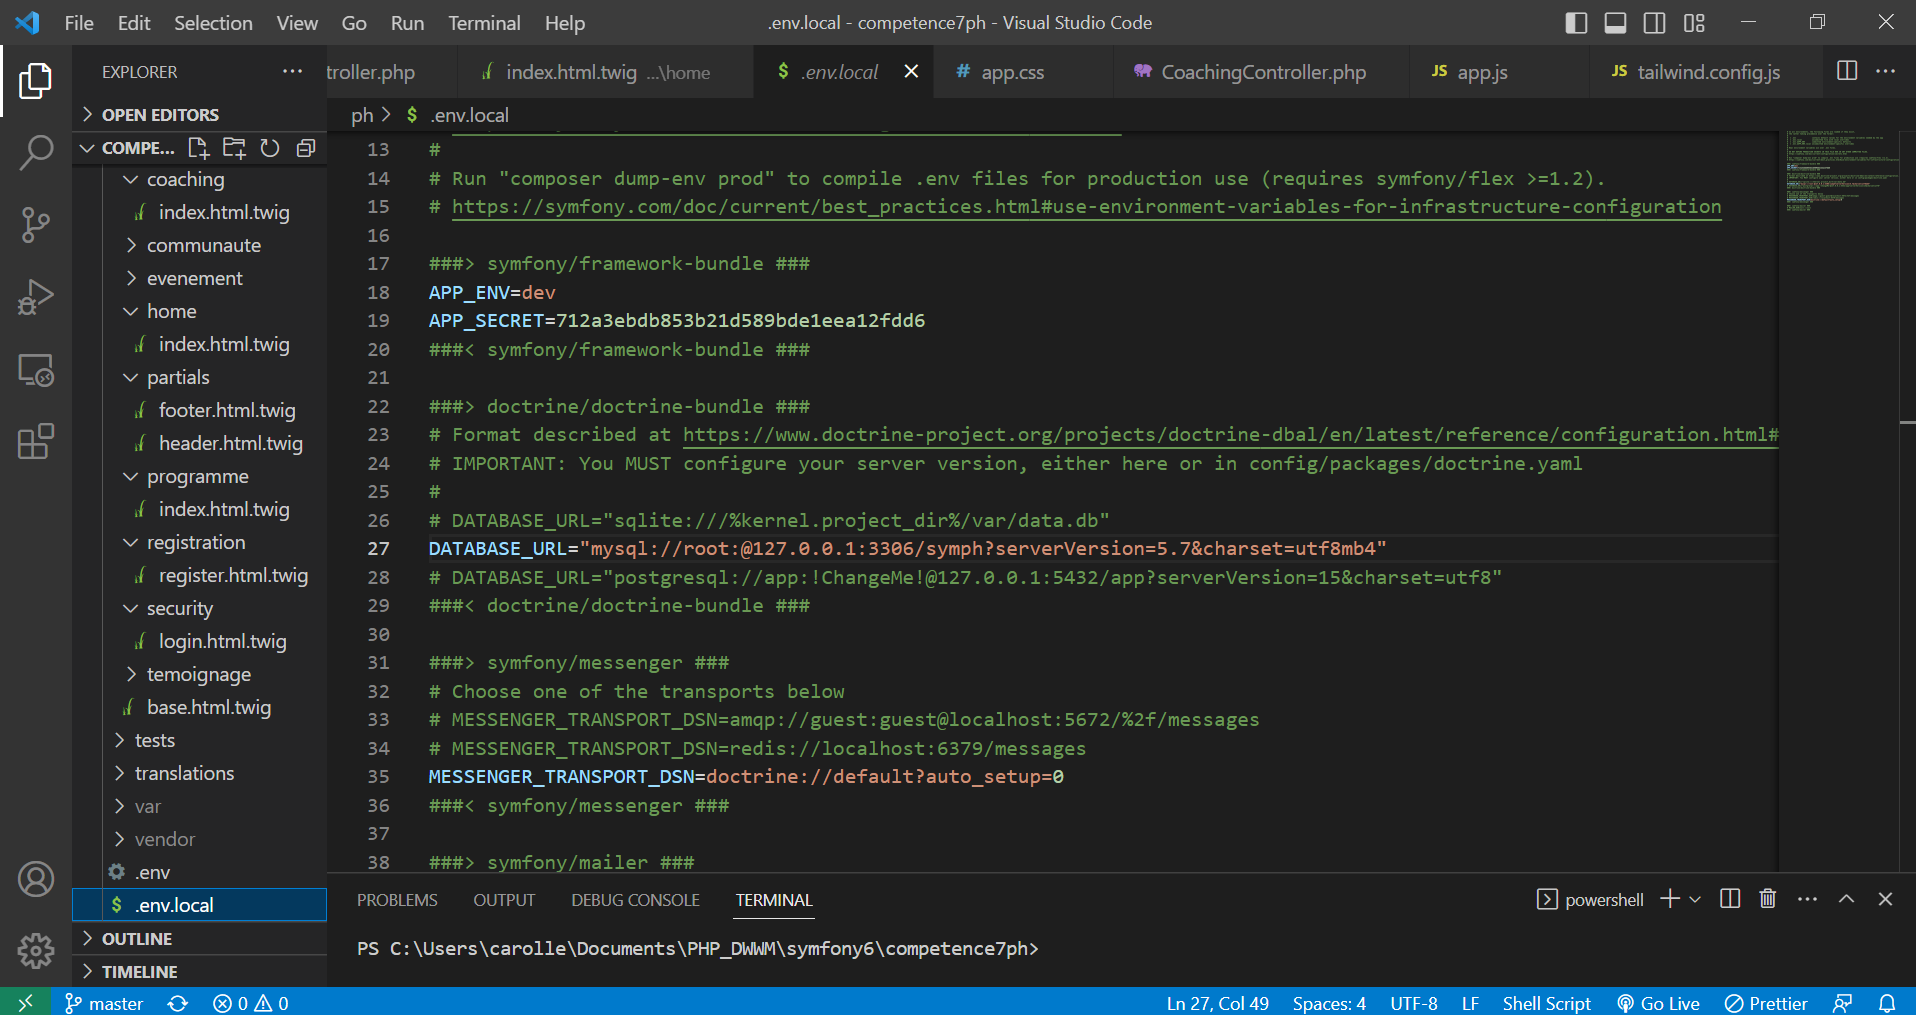 File Edit Selection View Go Run Terminal Help
.env.local - competence7ph - Visual Studio Code
EXPLORER
troller.php
index.html.twig ...\home
$ .env.local
# app.css
CoachingController.php
JS app.js
JS tailwind.config.js
OPEN EDITORS
ph > $ .env.local
COMPE...
coaching
index.html.twig
communaute
evenement
home
index.html.twig
partials
footer.html.twig
header.html.twig
programme
index.html.twig
registration
register.html.twig
security
login.html.twig
temoignage
base.html.twig
tests
translations
var
vendor
.env
$ .env.local
OUTLINE
TIMELINE
13 #
14 # Run "composer dump-env prod" to compile .env files for production use (requires symfony/flex >=1.2).
15 # https://symfony.com/doc/current/best_practices.html#use-environment-variables-for-infrastructure-configuration
16
17 ###> symfony/framework-bundle ###
18 APP_ENV=dev
19 APP_SECRET=712a3ebdb853b21d589bde1eea12fdd6
20 ###< symfony/framework-bundle ###
21
22 ###> doctrine/doctrine-bundle ###
23 # Format described at https://www.doctrine-project.org/projects/doctrine-dbal/en/latest/reference/configuration.html#
24 # IMPORTANT: You MUST configure your server version, either here or in config/packages/doctrine.yaml
25 #
26 # DATABASE_URL="sqlite:///%kernel.project_dir%/var/data.db"
27 DATABASE_URL="mysql://root:@127.0.0.1:3306/symph?serverVersion=5.7&charset=utf8mb4"
28 # DATABASE_URL="postgresql://app:!ChangeMe!@127.0.0.1:5432/app?serverVersion=15&charset=utf8"
29 ###< doctrine/doctrine-bundle ###
30
31 ###> symfony/messenger ###
32 # Choose one of the transports below
33 # MESSENGER_TRANSPORT_DSN=amqp://guest:guest@localhost:5672/%2f/messages
34 # MESSENGER_TRANSPORT_DSN=redis://localhost:6379/messages
35 MESSENGER_TRANSPORT_DSN=doctrine://default?auto_setup=0
36 ###< symfony/messenger ###
37
38 ###> symfony/mailer ###
PROBLEMS OUTPUT DEBUG CONSOLE TERMINAL
powershell
PS C:\Users\carolle\Documents\PHP_DWWM\symfony6\competence7ph>
master
0 0
Ln 27, Col 49
Spaces: 4
UTF-8
LF
Shell Script
Go Live
Prettier